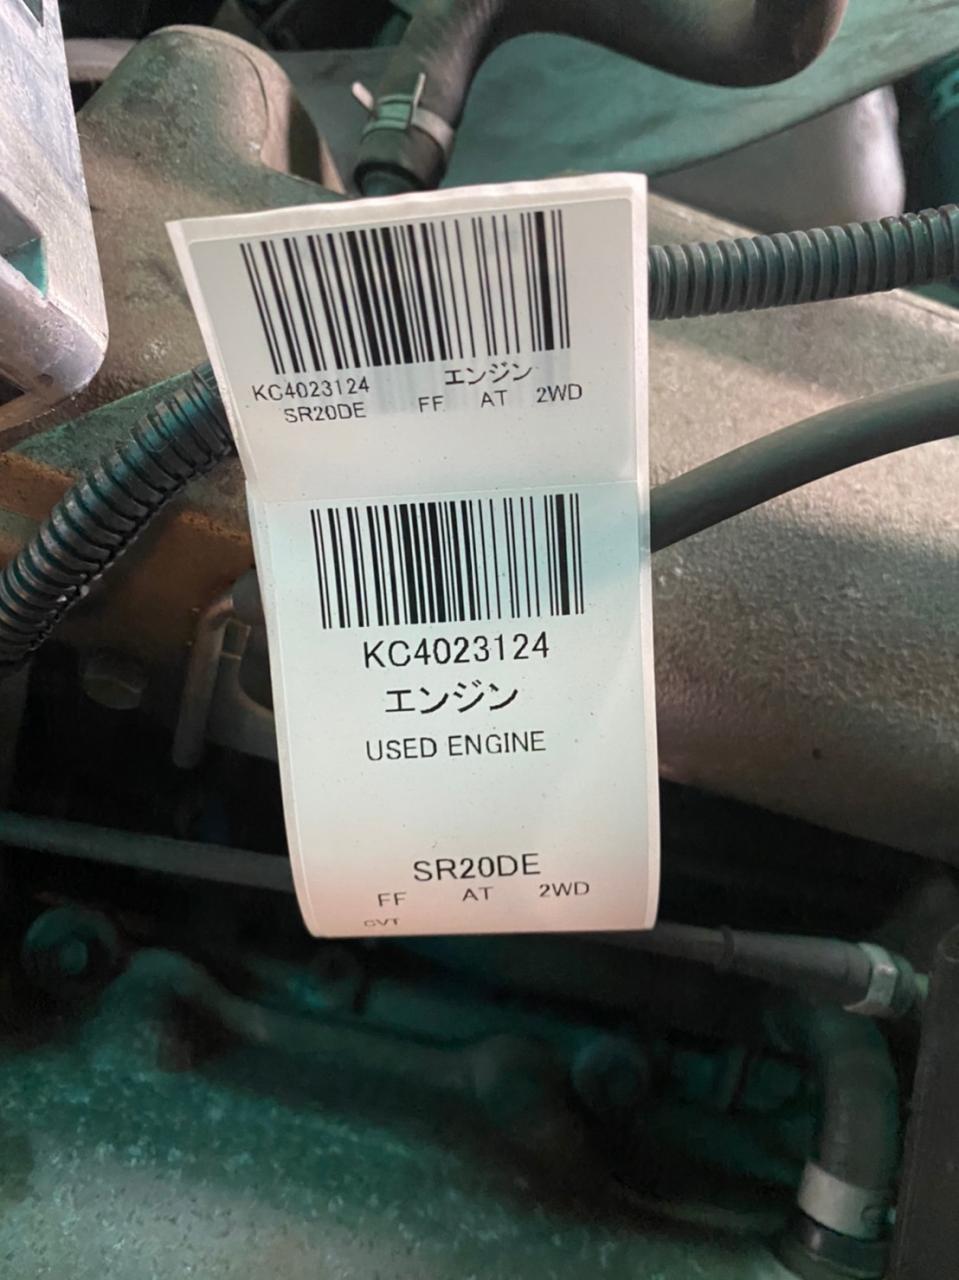 KC4023124 エンジン
SR20DE FF AT 2WD
KC4023124
エンジン
USED ENGINE
SR20DE
FF AT 2WD
CVT